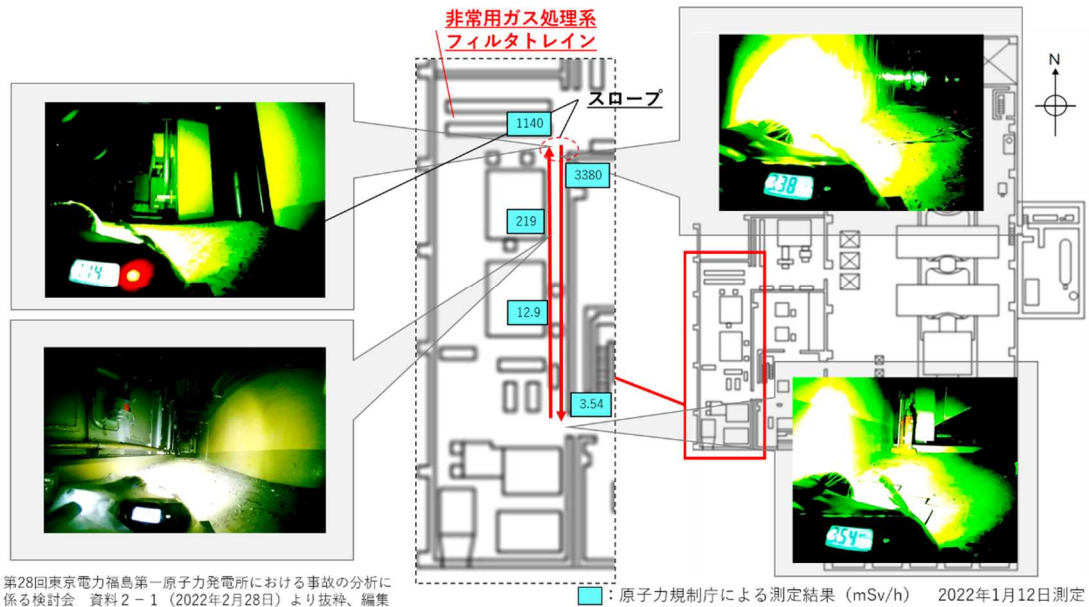 非常用ガス処理系
フィルタトレイン
スロープ
N
1140
3380
219
12.9
3.54
338
354
第28回東京電力福島第一原子力発電所における事故の分析に
係る検討会 資料2-1（2022年2月28日）より抜粋、編集
：原子力規制庁による測定結果（mSv/h） 2022年1月12日測定